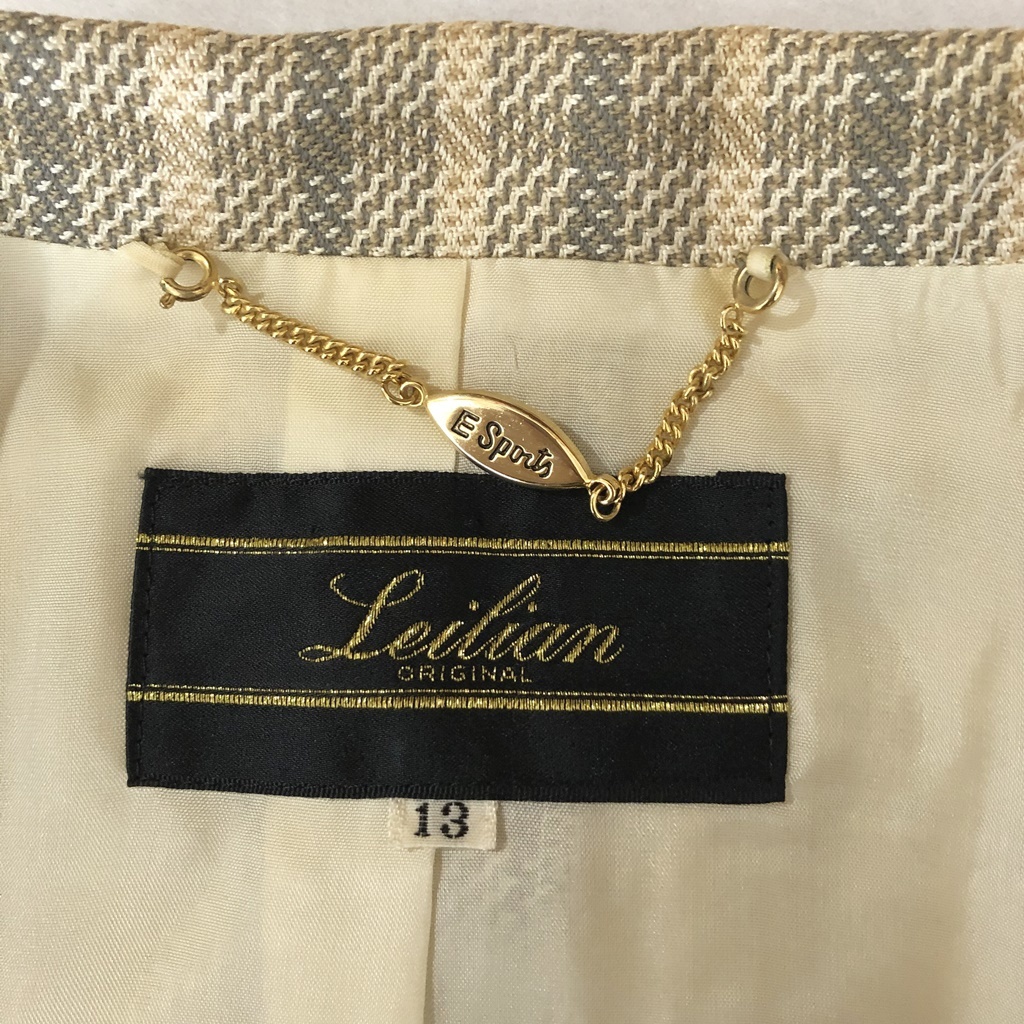 E Sports
Leilian
ORIGINAL
13